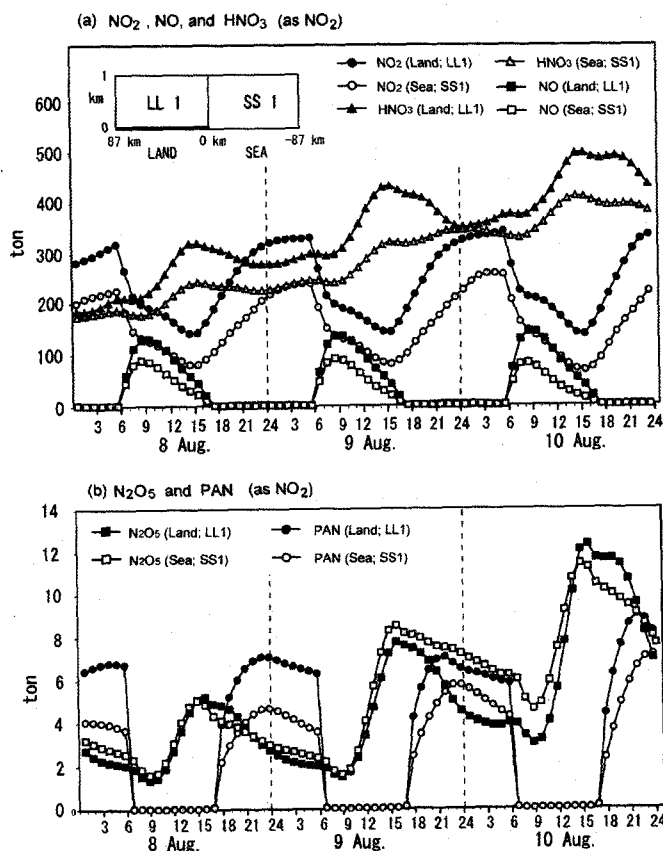 (a) NO₂ , NO, and HNO₃ (as NO₂)
NO₂ (Land; LL1)
HNO₃ (Sea; SS1)
NO₂ (Sea; SS1)
NO (Land; LL1)
HNO₃ (Land; LL1)
NO (Sea; SS1)
1
km
0
LL 1
SS 1
87 km
0 km
-87 km
LAND
SEA
600
500
400
300
200
100
0
ton
3 6 9 12 15 18 21 24 3 6 9 12 15 18 21 24 3 6 9 12 15 18 21 24
8 Aug.
9 Aug.
10 Aug.
(b) N₂O₅ and PAN (as NO₂)
N₂O₅ (Land; LL1)
PAN (Land; LL1)
N₂O₅ (Sea; SS1)
PAN (Sea; SS1)
14
12
10
8
6
4
2
0
ton
3 6 9 12 15 18 21 24 3 6 9 12 15 18 21 24 3 6 9 12 15 18 21 24
8 Aug.
9 Aug.
10 Aug.